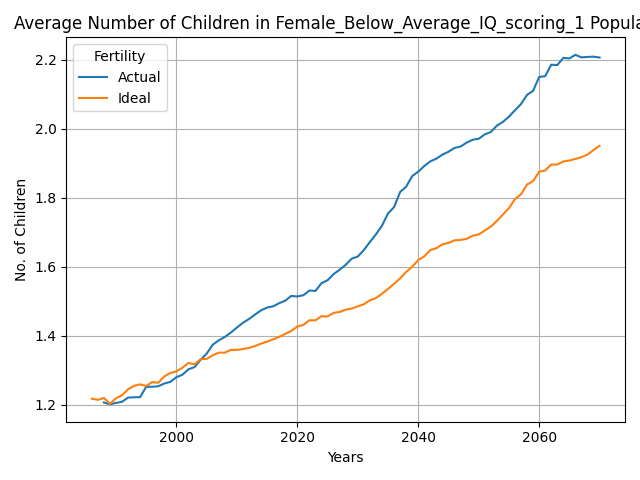 Average Number of Children in Female_Below_Average_IQ_scoring_1 Popula
Fertility
Actual
Ideal
2.2
2.0
1.8
1.6
1.4
1.2
No. of Children
2000 2020 2040 2060
Years